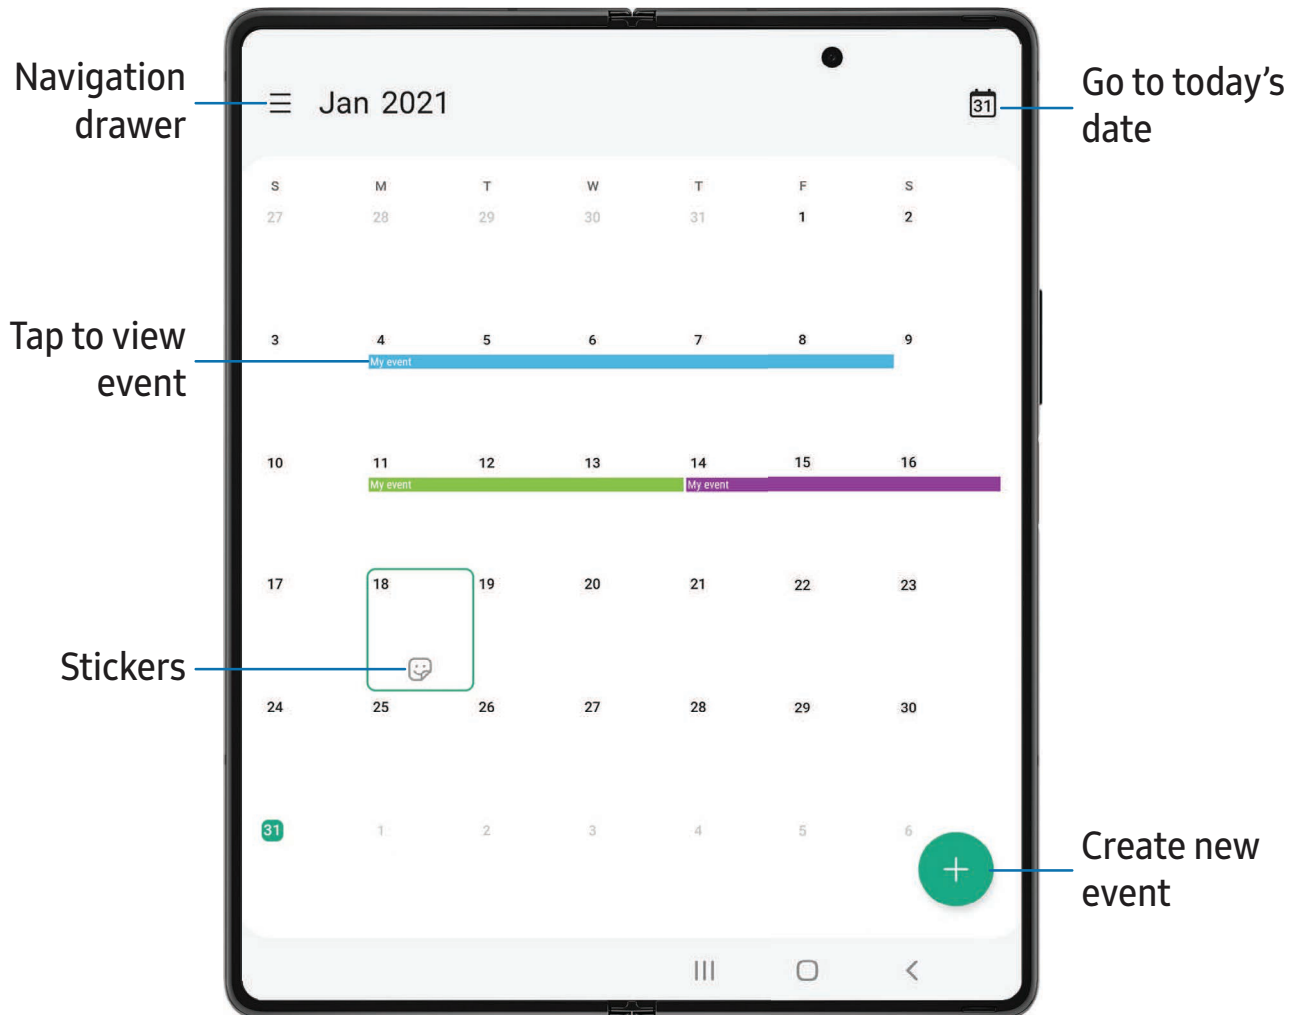 Navigation
drawer
Jan 2021
31
Go to today's
date
S M T W T F S
27 28 29 30 31 1 2
Tap to view
event
3 4 5 6 7 8 9
My event
10 11 12 13 14 15 16
My event My event
17 18 19 20 21 22 23
Stickers
24 25 26 27 28 29 30
31 1 2 3 4 5 6
Create new
event